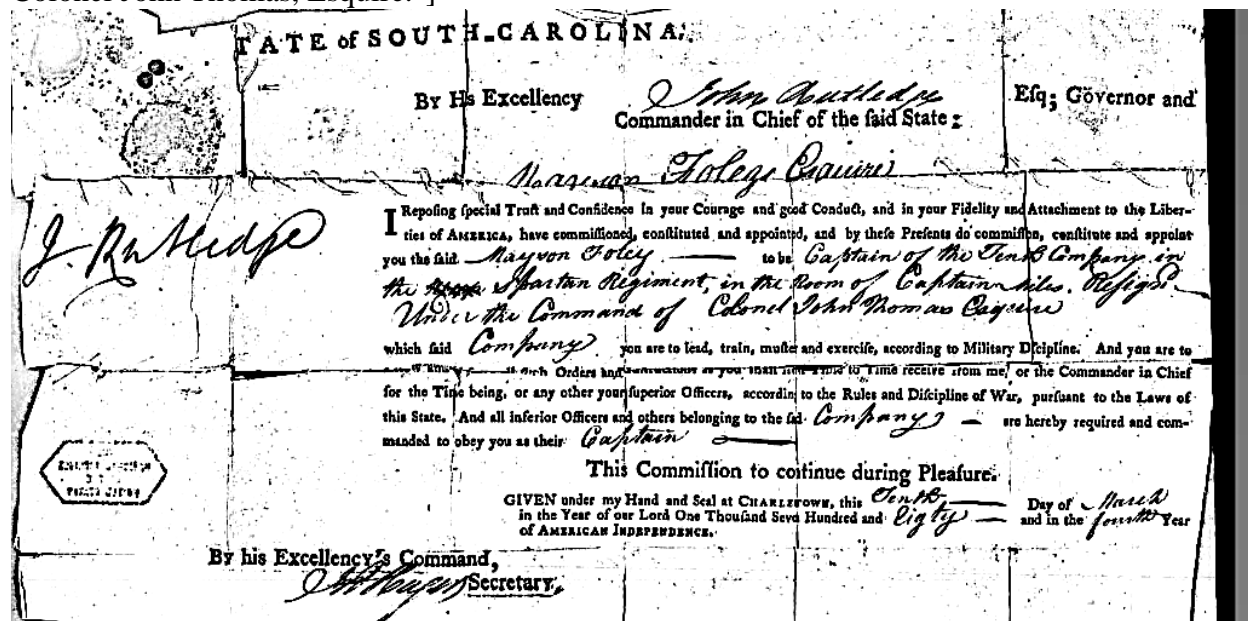 Colonel John Thomas, Esquire."]
TATE of SOUTH-CAROLINA.
By Hs Excellency John Rutledge Eſq; Governor and
Commander in Chief of the ſaid State:
Foley Esquire
J. Rutledge
I Repoſing ſpecial Truſt and Confidence in your Courage and good Conduct, and in your Fidelity and Attachment to the Liber-
ties of AMERICA, have commiſſioned, conſtituted and appointed, and by theſe Preſents do commiſſion, conſtitute and appoint
you the ſaid Mayson Foley to be Captain of the Tenth Company in
the Spartan Regiment, in the Room of Captain Reſign
Under the Command of Colonel John Thomas Esquire
which ſaid Company you are to lead, train, muſter and exerciſe, according to Military Diſcipline. And you are to
Orders and from me, or the Commander in Chief
for the Time being, or any other your ſuperior Officers, accordin to the Rules and Diſcipline of War, purſuant to the Laws of
this State. And all inferior Officers and others belonging to the ſaid Company are hereby required and com-
manded to obey you as their Captain
This Commiſſion to continue during Pleaſure.
GIVEN under my Hand and Seal at CHARLESTOWN, this Tenth Day of March
in the Year of our Lord One Thouſand Seven Hundred and Eigty and in the fourth Year
of AMERICAN INDEPENDENCE.
By his Excellency's Command,
Secretary.